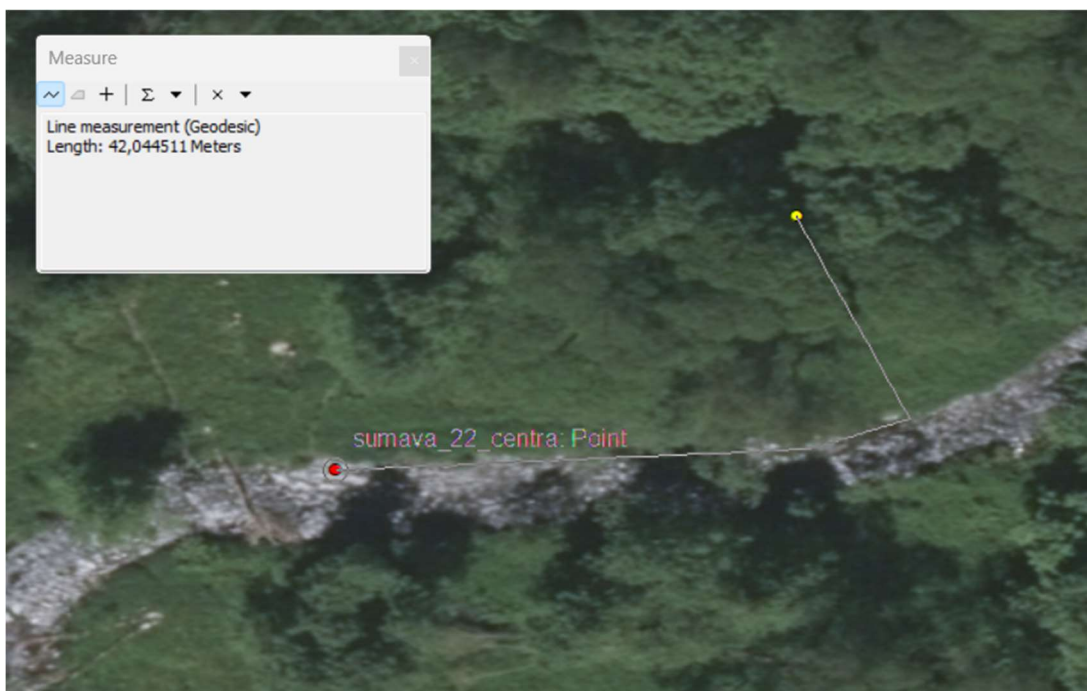 Measure
Line measurement (Geodesic)
Length: 42,044511 Meters
sumava_22_centra: Point